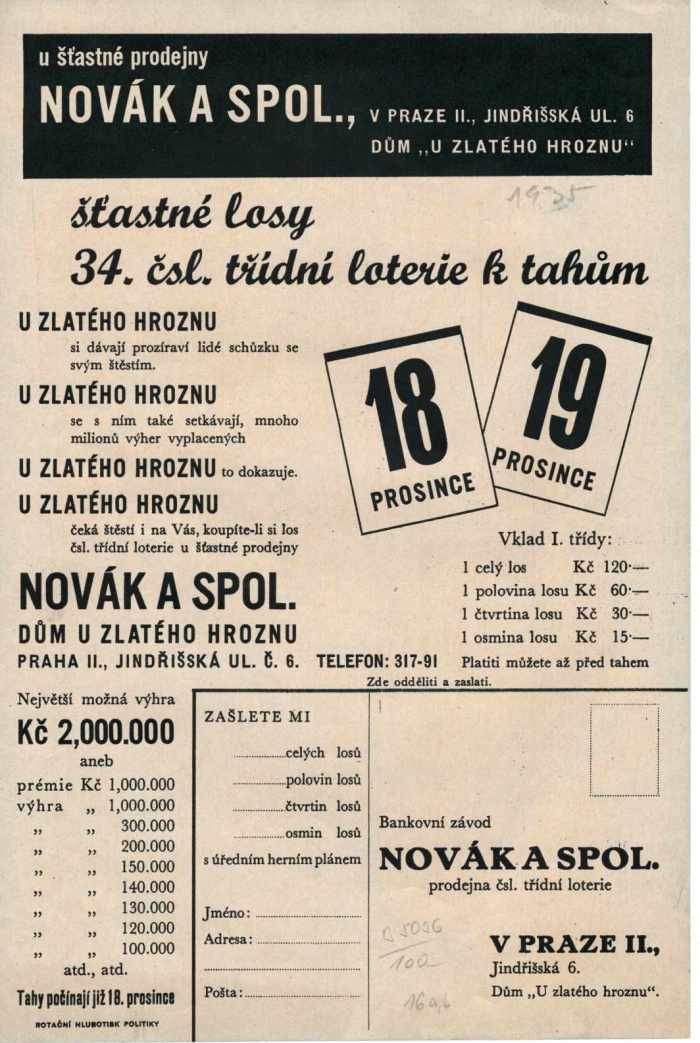 u šťastné prodejny
NOVÁK A SPOL., V PRAZE II., JINDŘIŠSKÁ UL. 6
DŮM „U ZLATÉHO HROZNU“
1935
šťastné losy
34. čsl. třídní loterie k tahům
U ZLATÉHO HROZNU
si dávají prozíraví lidé schůzku se
svým štěstím.
U ZLATÉHO HROZNU
se s ním také setkávají, mnoho
milionů výher vyplacených
U ZLATÉHO HROZNU to dokazuje.
U ZLATÉHO HROZNU
čeká štěstí i na Vás, koupíte-li si los
čsl. třídní loterie u šťastné prodejny
NOVÁK A SPOL.
DŮM U ZLATÉHO HROZNU
PRAHA II., JINDŘIŠSKÁ UL. Č. 6. TELEFON: 317-91
18
PROSINCE
19
PROSINCE
Vklad I. třídy:
1 celý los Kč 120·—
1 polovina losu Kč 60·—
1 čtvrtina losu Kč 30·—
1 osmina losu Kč 15·—
Platiti můžete až před tahem
Zde odděliti a zaslati.
Největší možná výhra
Kč 2,000.000
aneb
prémie Kč 1,000.000
výhra „ 1,000.000
„ „ 300.000
„ „ 200.000
„ „ 150.000
„ „ 140.000
„ „ 130.000
„ „ 120.000
„ „ 100.000
atd., atd.
Tahy počínají již 18. prosince
ROTAČNÍ HLUBOTISK POLITIKY
ZAŠLETE MI
..............celých losů
..............polovin losů
..............čtvrtin losů
..............osmin losů
s úředním herním plánem
Jméno: ..............
Adresa: ..............
Pošta: ..............
Bankovní závod
NOVÁK A SPOL.
prodejna čsl. třídní loterie
V PRAZE II.,
Jindřišská 6.
Dům „U zlatého hroznu“.
100